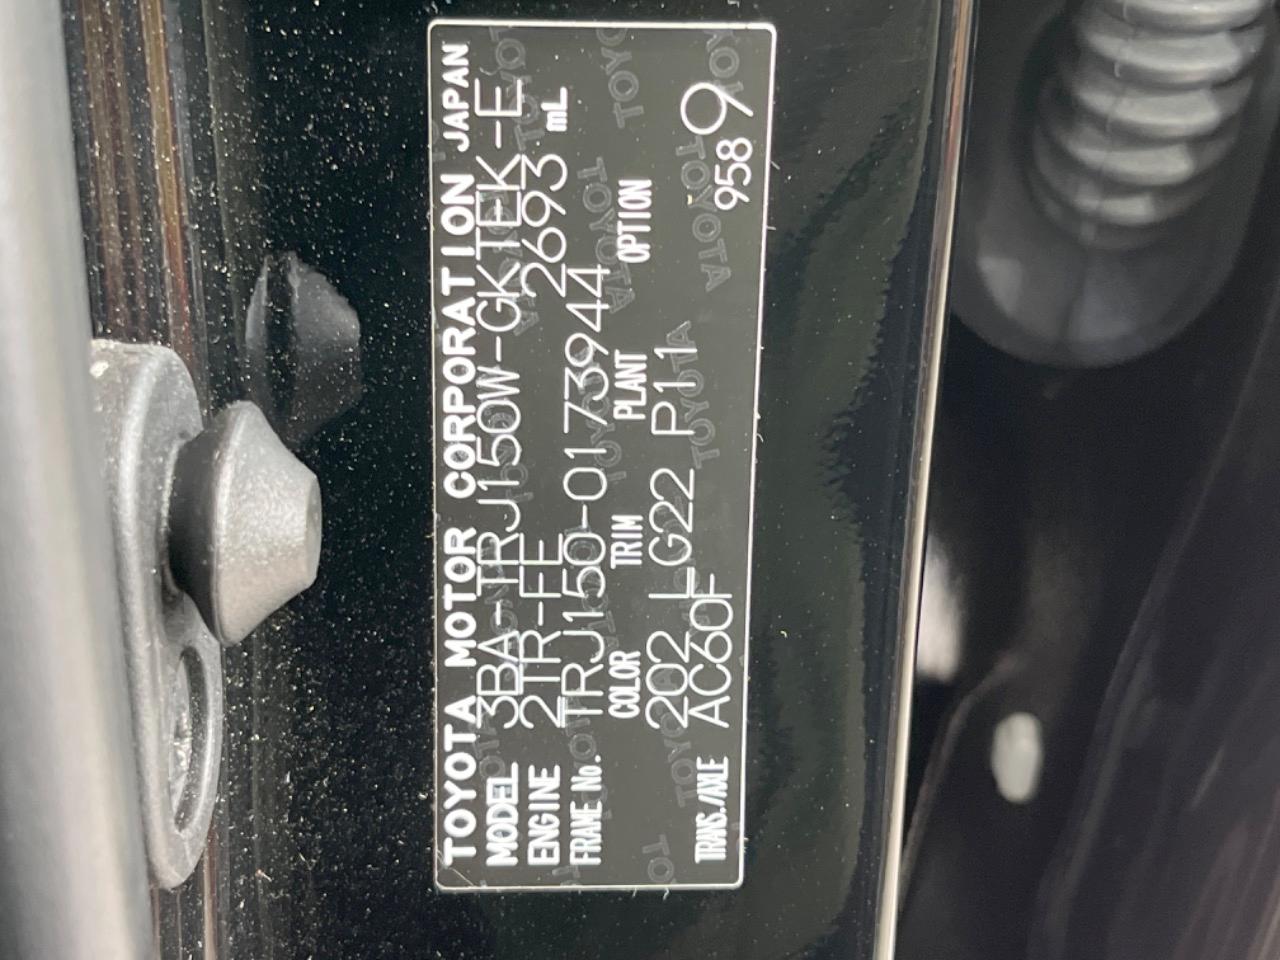 TOYOTA MOTOR CORPORATION JAPAN
MODEL 3BA-TRJ150W-GKTEK-E
ENGINE 2TR-FE 2693 mL
FRAME No. TRJ150-0173944
COLOR TRIM PLANT OPTION
202 LG22 P11
TRANS./AXLE AC60F 9589